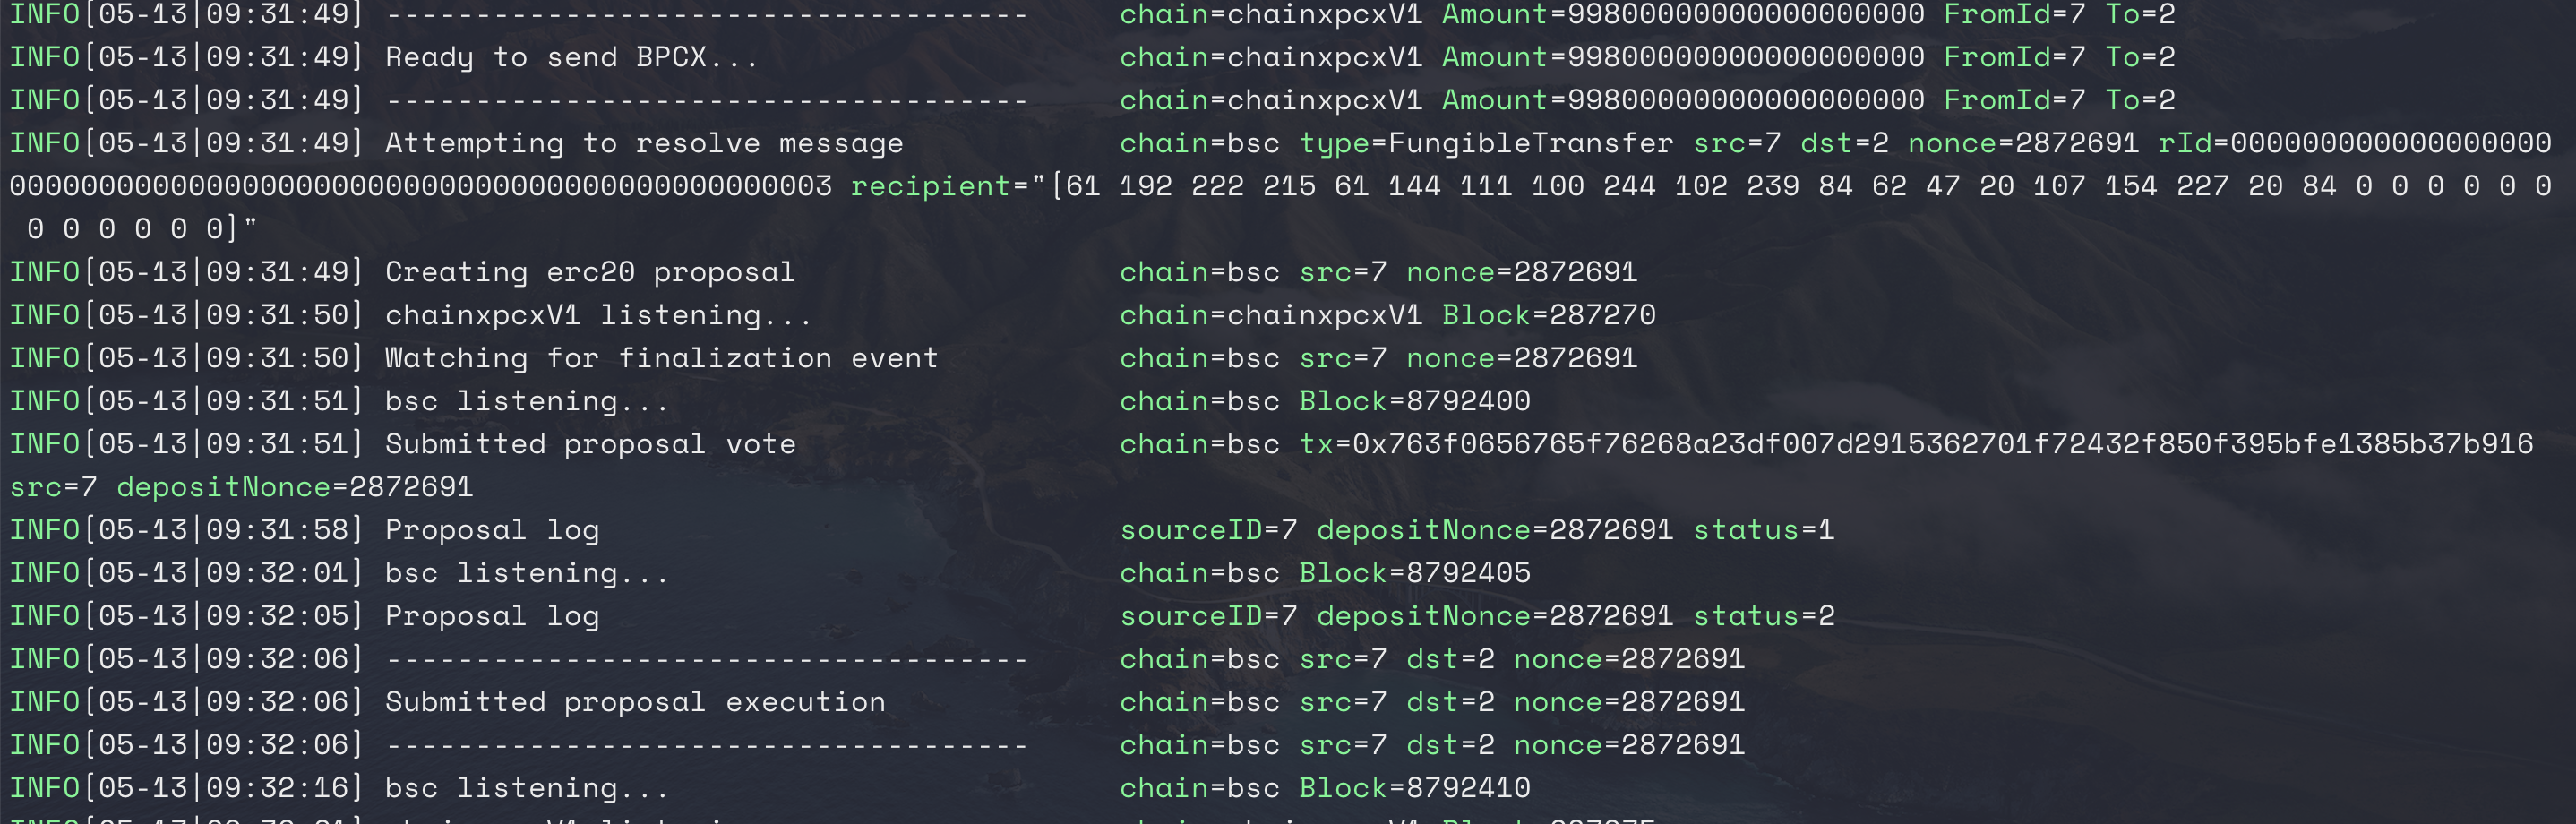 INFO[05-13|09:31:49] ------------------------------------ chain=chainxpcxV1 Amount=99800000000000000000 FromId=7 To=2
INFO[05-13|09:31:49] Ready to send BPCX... chain=chainxpcxV1 Amount=99800000000000000000 FromId=7 To=2
INFO[05-13|09:31:49] ------------------------------------ chain=chainxpcxV1 Amount=99800000000000000000 FromId=7 To=2
INFO[05-13|09:31:49] Attempting to resolve message chain=bsc type=FungibleTransfer src=7 dst=2 nonce=2872691 rId=000000000000000000
0000000000000000000000000000000000000000000003 recipient="[61 192 222 215 61 144 111 100 244 102 239 84 62 47 20 107 154 227 20 84 0 0 0 0 0 0
0 0 0 0 0 0]"
INFO[05-13|09:31:49] Creating erc20 proposal chain=bsc src=7 nonce=2872691
INFO[05-13|09:31:50] chainxpcxV1 listening... chain=chainxpcxV1 Block=287270
INFO[05-13|09:31:50] Watching for finalization event chain=bsc src=7 nonce=2872691
INFO[05-13|09:31:51] bsc listening... chain=bsc Block=8792400
INFO[05-13|09:31:51] Submitted proposal vote chain=bsc tx=0x763f0656765f76268a23df007d2915362701f72432f850f395bfe1385b37b916
src=7 depositNonce=2872691
INFO[05-13|09:31:58] Proposal log sourceID=7 depositNonce=2872691 status=1
INFO[05-13|09:32:01] bsc listening... chain=bsc Block=8792405
INFO[05-13|09:32:05] Proposal log sourceID=7 depositNonce=2872691 status=2
INFO[05-13|09:32:06] ------------------------------------ chain=bsc src=7 dst=2 nonce=2872691
INFO[05-13|09:32:06] Submitted proposal execution chain=bsc src=7 dst=2 nonce=2872691
INFO[05-13|09:32:06] ------------------------------------ chain=bsc src=7 dst=2 nonce=2872691
INFO[05-13|09:32:16] bsc listening... chain=bsc Block=8792410